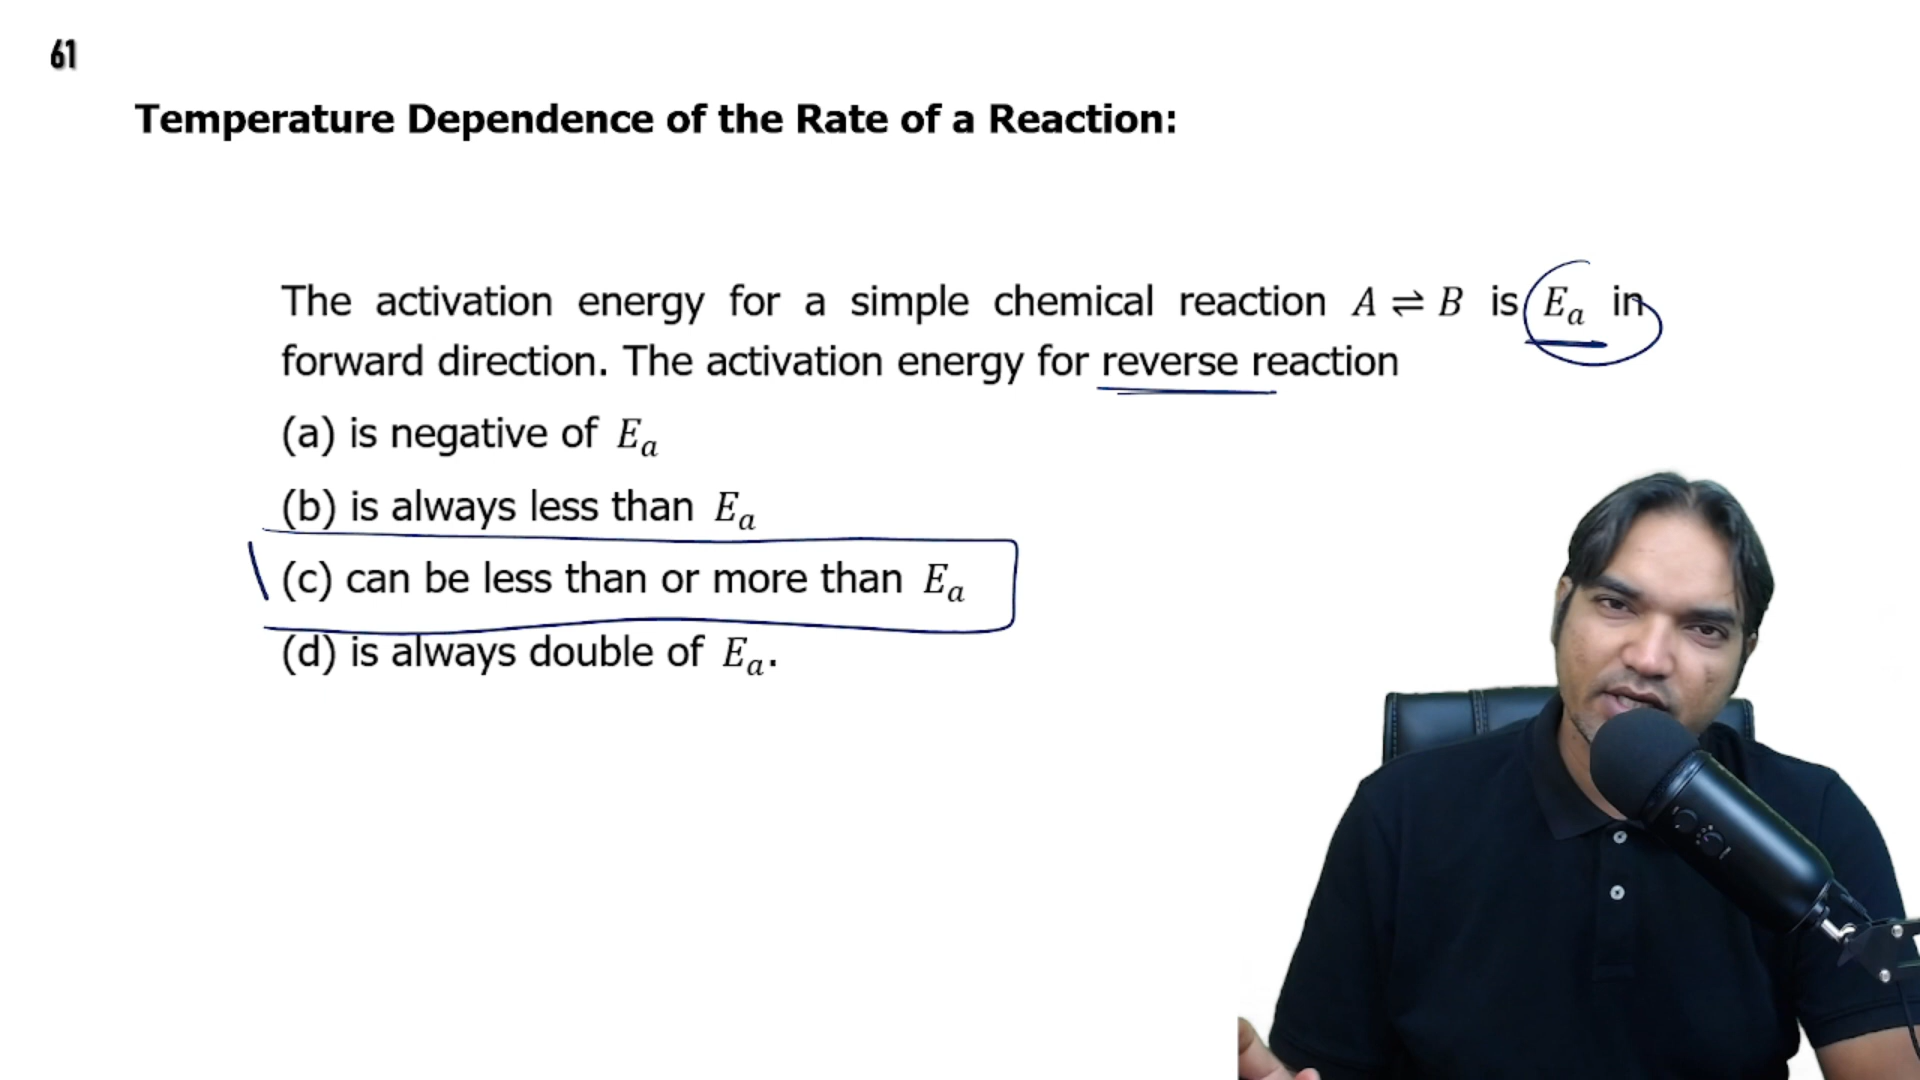 61
Temperature Dependence of the Rate of a Reaction:
The activation energy for a simple chemical reaction A ⇌ B is Eₐ in
forward direction. The activation energy for reverse reaction
(a) is negative of Eₐ
(b) is always less than Eₐ
(c) can be less than or more than Eₐ
(d) is always double of Eₐ.